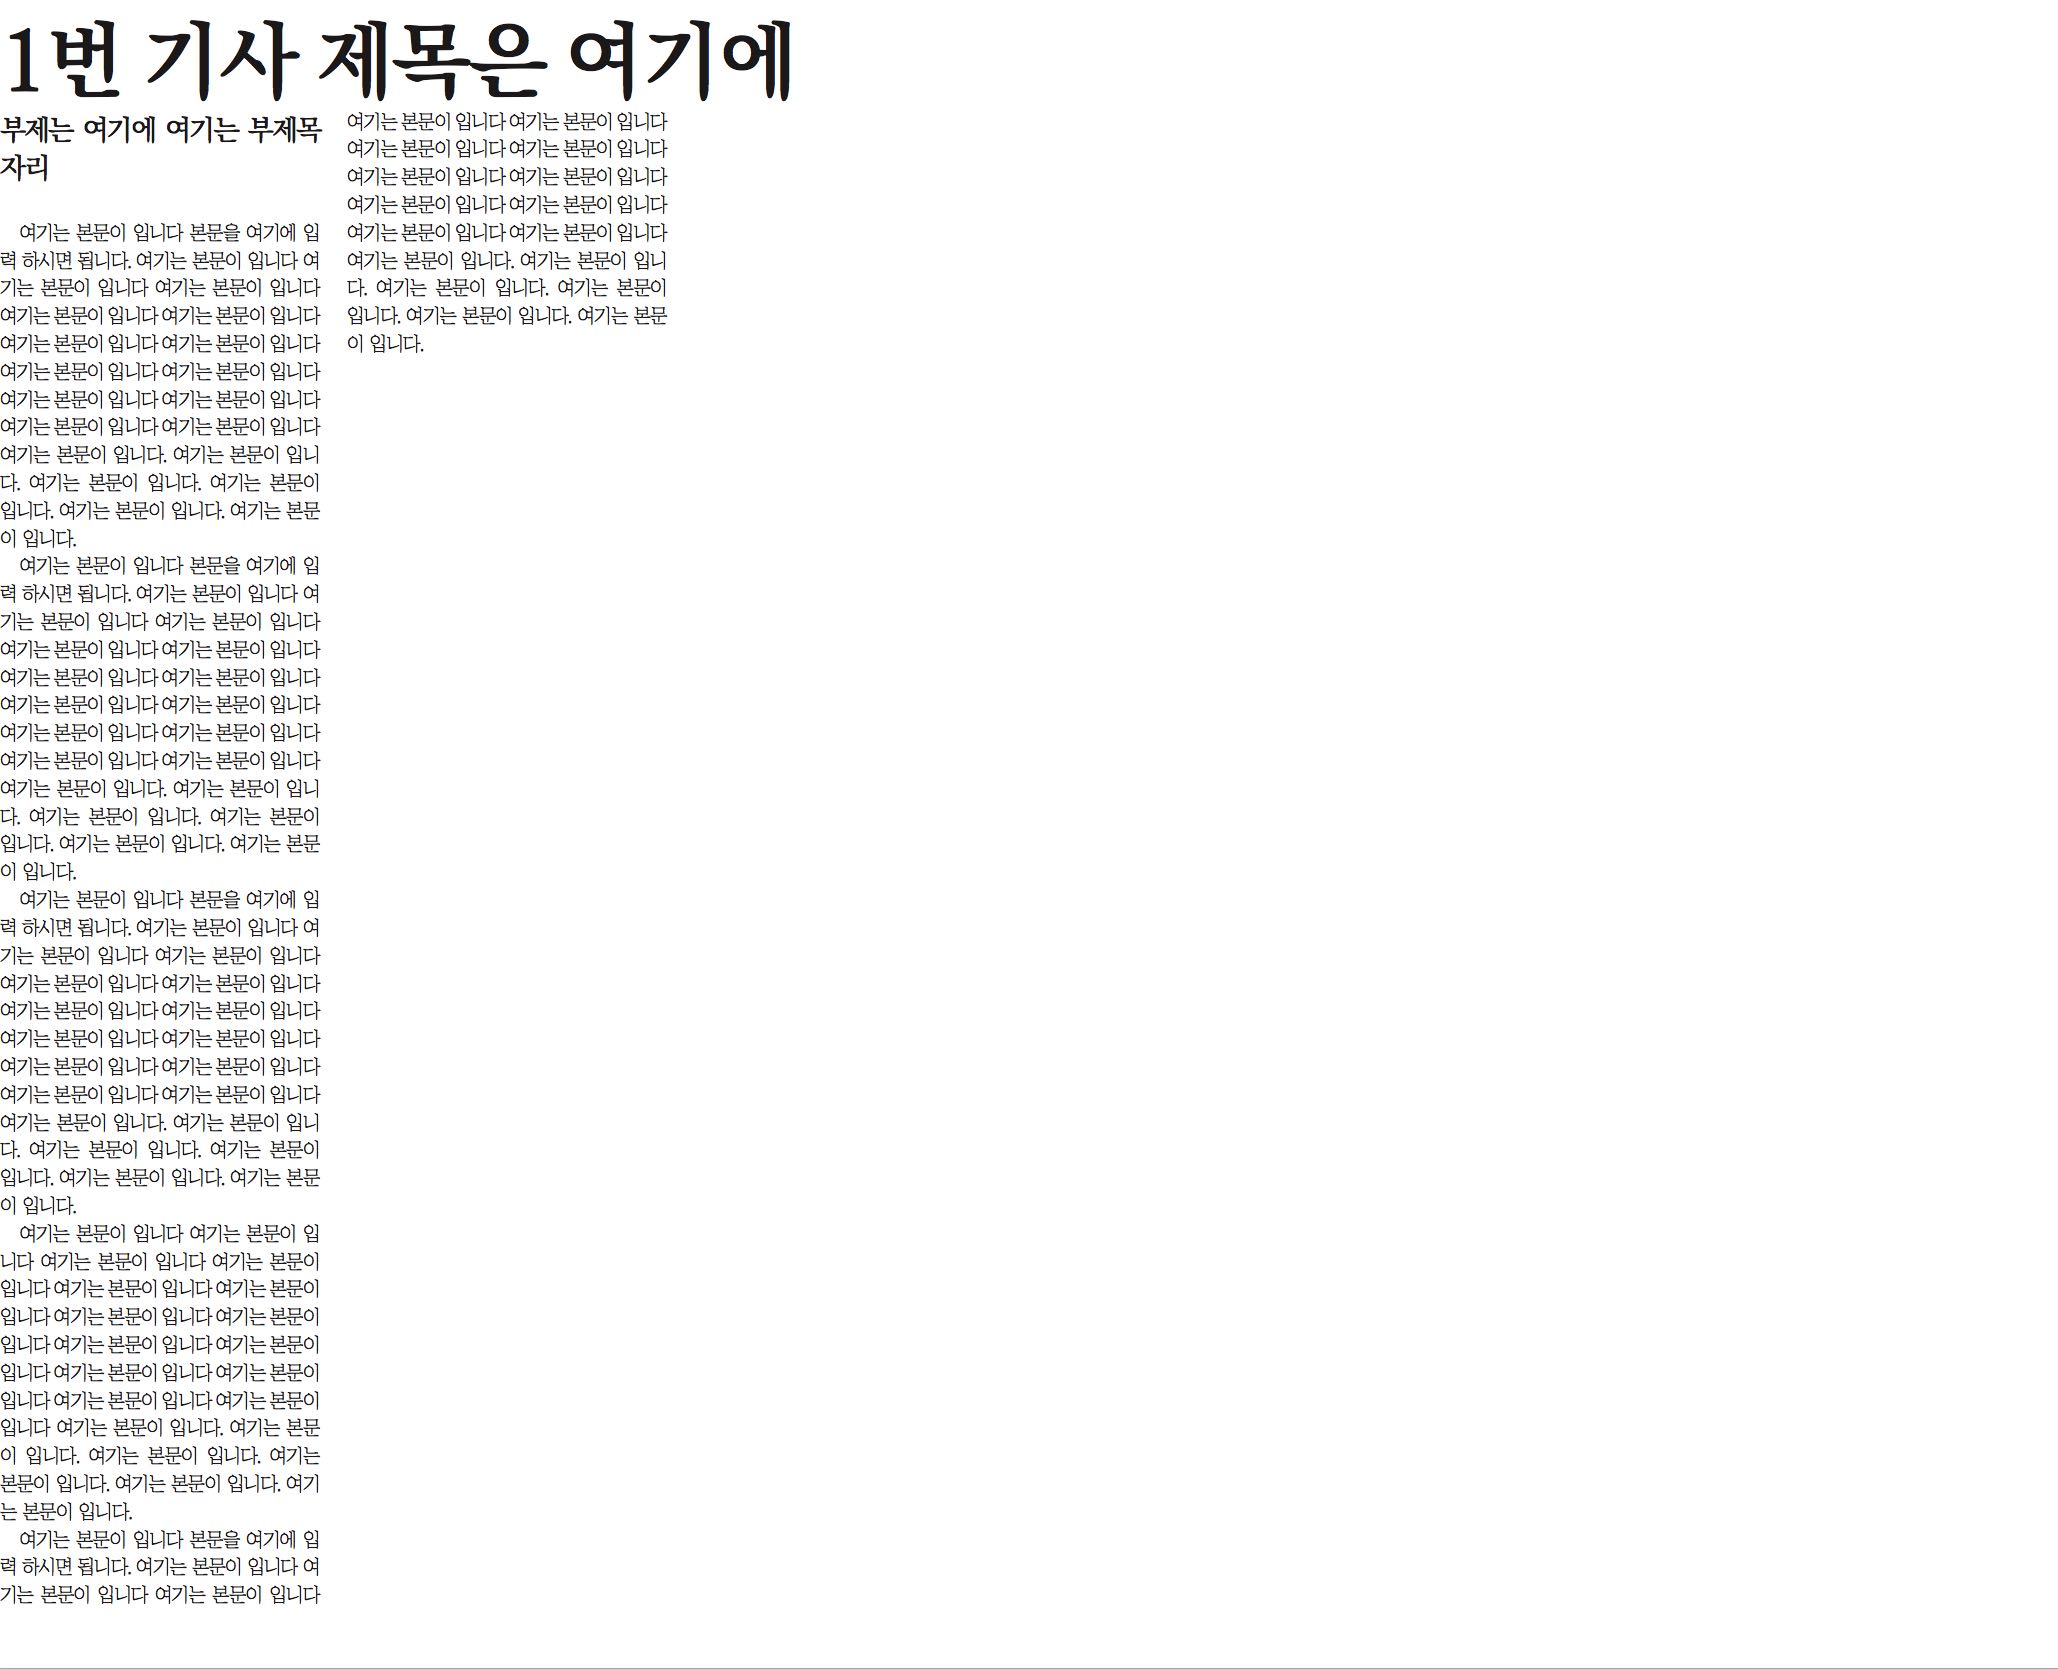 1번 기사 제목은 여기에
부제는 여기에 여기는 부제목
자리
여기는 본문이 입니다 본문을 여기에 입
력 하시면 됩니다. 여기는 본문이 입니다 여
기는 본문이 입니다 여기는 본문이 입니다
여기는 본문이 입니다 여기는 본문이 입니다
여기는 본문이 입니다 여기는 본문이 입니다
여기는 본문이 입니다 여기는 본문이 입니다
여기는 본문이 입니다 여기는 본문이 입니다
여기는 본문이 입니다 여기는 본문이 입니다
여기는 본문이 입니다. 여기는 본문이 입니
다. 여기는 본문이 입니다. 여기는 본문이
입니다. 여기는 본문이 입니다. 여기는 본문
이 입니다.
여기는 본문이 입니다 본문을 여기에 입
력 하시면 됩니다. 여기는 본문이 입니다 여
기는 본문이 입니다 여기는 본문이 입니다
여기는 본문이 입니다 여기는 본문이 입니다
여기는 본문이 입니다 여기는 본문이 입니다
여기는 본문이 입니다 여기는 본문이 입니다
여기는 본문이 입니다 여기는 본문이 입니다
여기는 본문이 입니다 여기는 본문이 입니다
여기는 본문이 입니다. 여기는 본문이 입니
다. 여기는 본문이 입니다. 여기는 본문이
입니다. 여기는 본문이 입니다. 여기는 본문
이 입니다.
여기는 본문이 입니다 본문을 여기에 입
력 하시면 됩니다. 여기는 본문이 입니다 여
기는 본문이 입니다 여기는 본문이 입니다
여기는 본문이 입니다 여기는 본문이 입니다
여기는 본문이 입니다 여기는 본문이 입니다
여기는 본문이 입니다 여기는 본문이 입니다
여기는 본문이 입니다 여기는 본문이 입니다
여기는 본문이 입니다 여기는 본문이 입니다
여기는 본문이 입니다. 여기는 본문이 입니
다. 여기는 본문이 입니다. 여기는 본문이
입니다. 여기는 본문이 입니다. 여기는 본문
이 입니다.
여기는 본문이 입니다 여기는 본문이 입
니다 여기는 본문이 입니다 여기는 본문이
입니다 여기는 본문이 입니다 여기는 본문이
입니다 여기는 본문이 입니다 여기는 본문이
입니다 여기는 본문이 입니다 여기는 본문이
입니다 여기는 본문이 입니다 여기는 본문이
입니다 여기는 본문이 입니다 여기는 본문이
입니다 여기는 본문이 입니다. 여기는 본문
이 입니다. 여기는 본문이 입니다. 여기는
본문이 입니다. 여기는 본문이 입니다. 여기
는 본문이 입니다.
여기는 본문이 입니다 본문을 여기에 입
력 하시면 됩니다. 여기는 본문이 입니다 여
기는 본문이 입니다 여기는 본문이 입니다
여기는 본문이 입니다 여기는 본문이 입니다
여기는 본문이 입니다 여기는 본문이 입니다
여기는 본문이 입니다 여기는 본문이 입니다
여기는 본문이 입니다 여기는 본문이 입니다
여기는 본문이 입니다 여기는 본문이 입니다
여기는 본문이 입니다. 여기는 본문이 입니
다. 여기는 본문이 입니다. 여기는 본문이
입니다. 여기는 본문이 입니다. 여기는 본문
이 입니다.